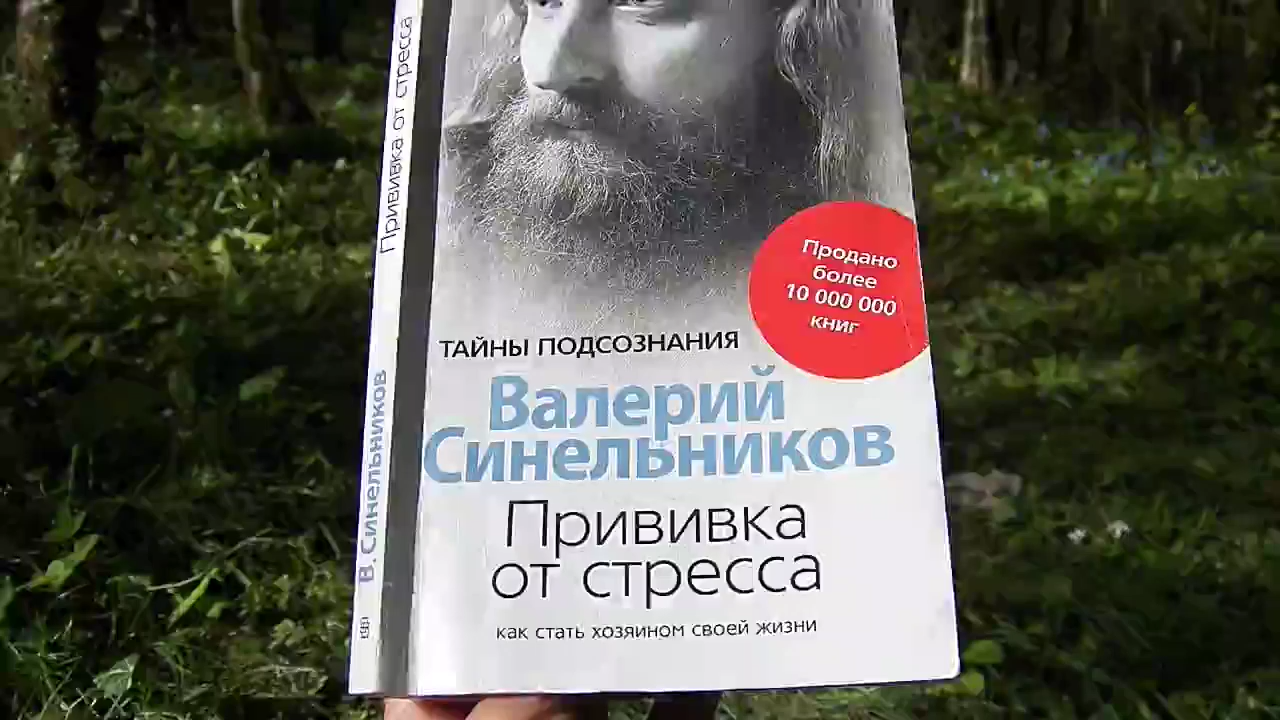 Прививка от стресса
В. Синельников
Продано
более
10 000 000
книг
ТАЙНЫ ПОДСОЗНАНИЯ
Валерий
Синельников
Прививка
от стресса
как стать хозяином своей жизни